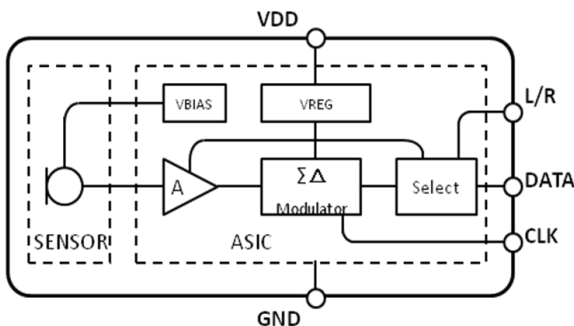 VDD
VBIAS
VREG
L/R
A
ΣΔ
Modulator
Select
DATA
SENSOR
ASIC
CLK
GND